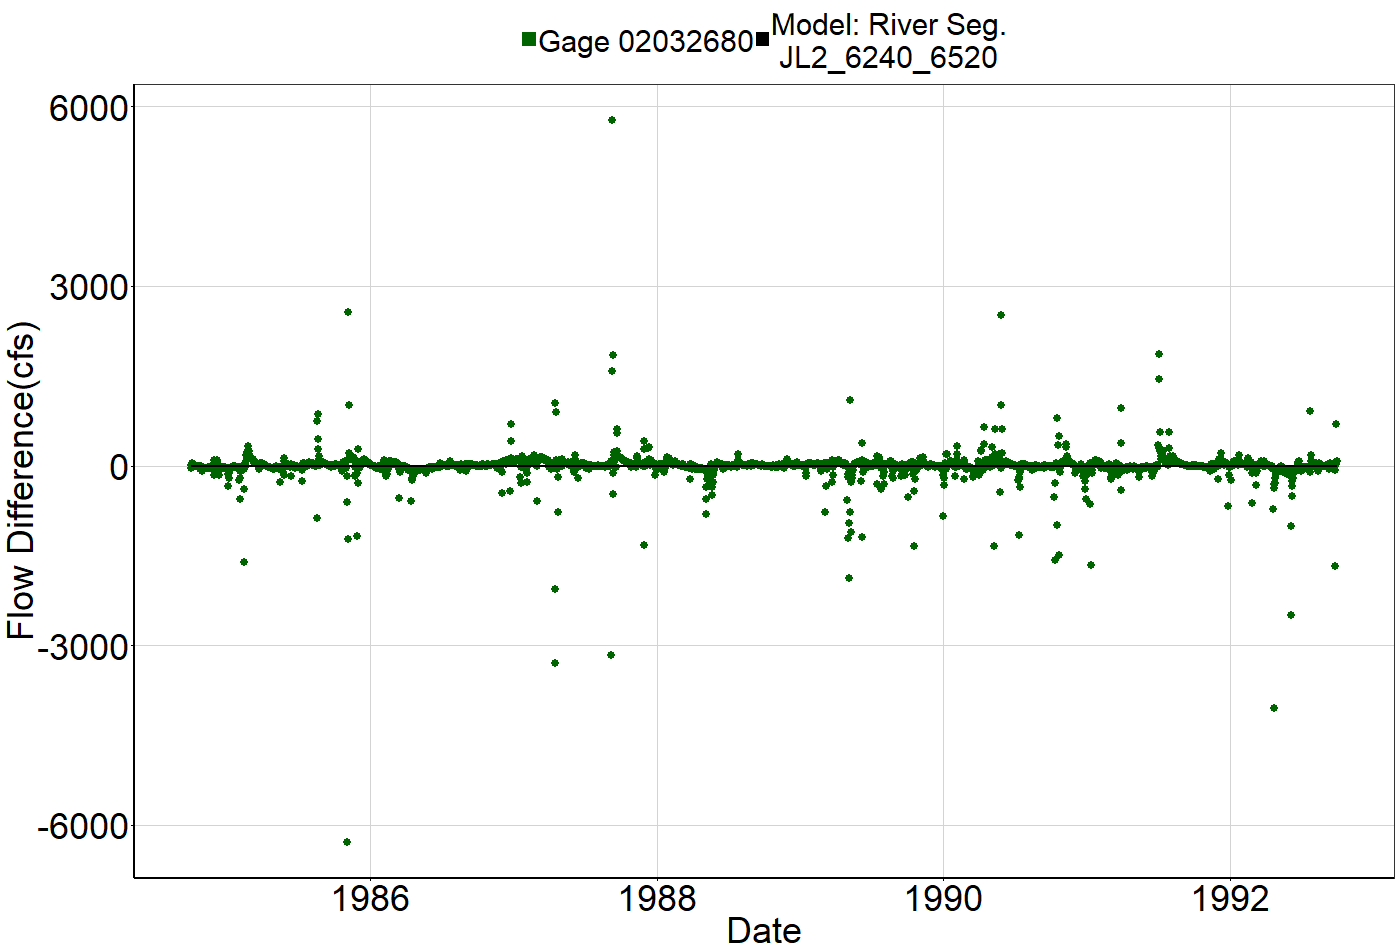 Gage 02032680
Model: River Seg.
JL2_6240_6520
6000
3000
0
-3000
-6000
Flow Difference(cfs)
1986
1988
1990
1992
Date